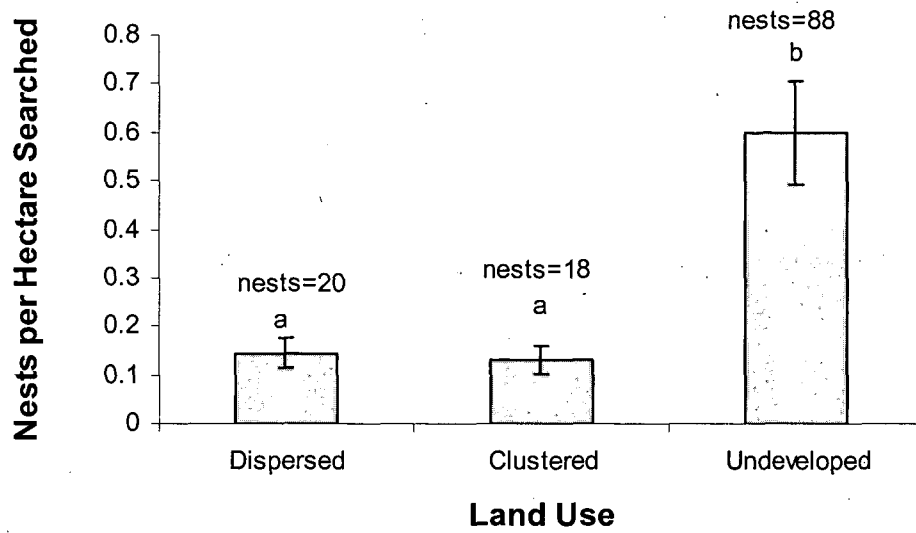 Nests per Hectare Searched
0.8
0.7
0.6
0.5
0.4
0.3
0.2
0.1
0
nests=20
a
nests=18
a
nests=88
b
Dispersed
Clustered
Undeveloped
Land Use